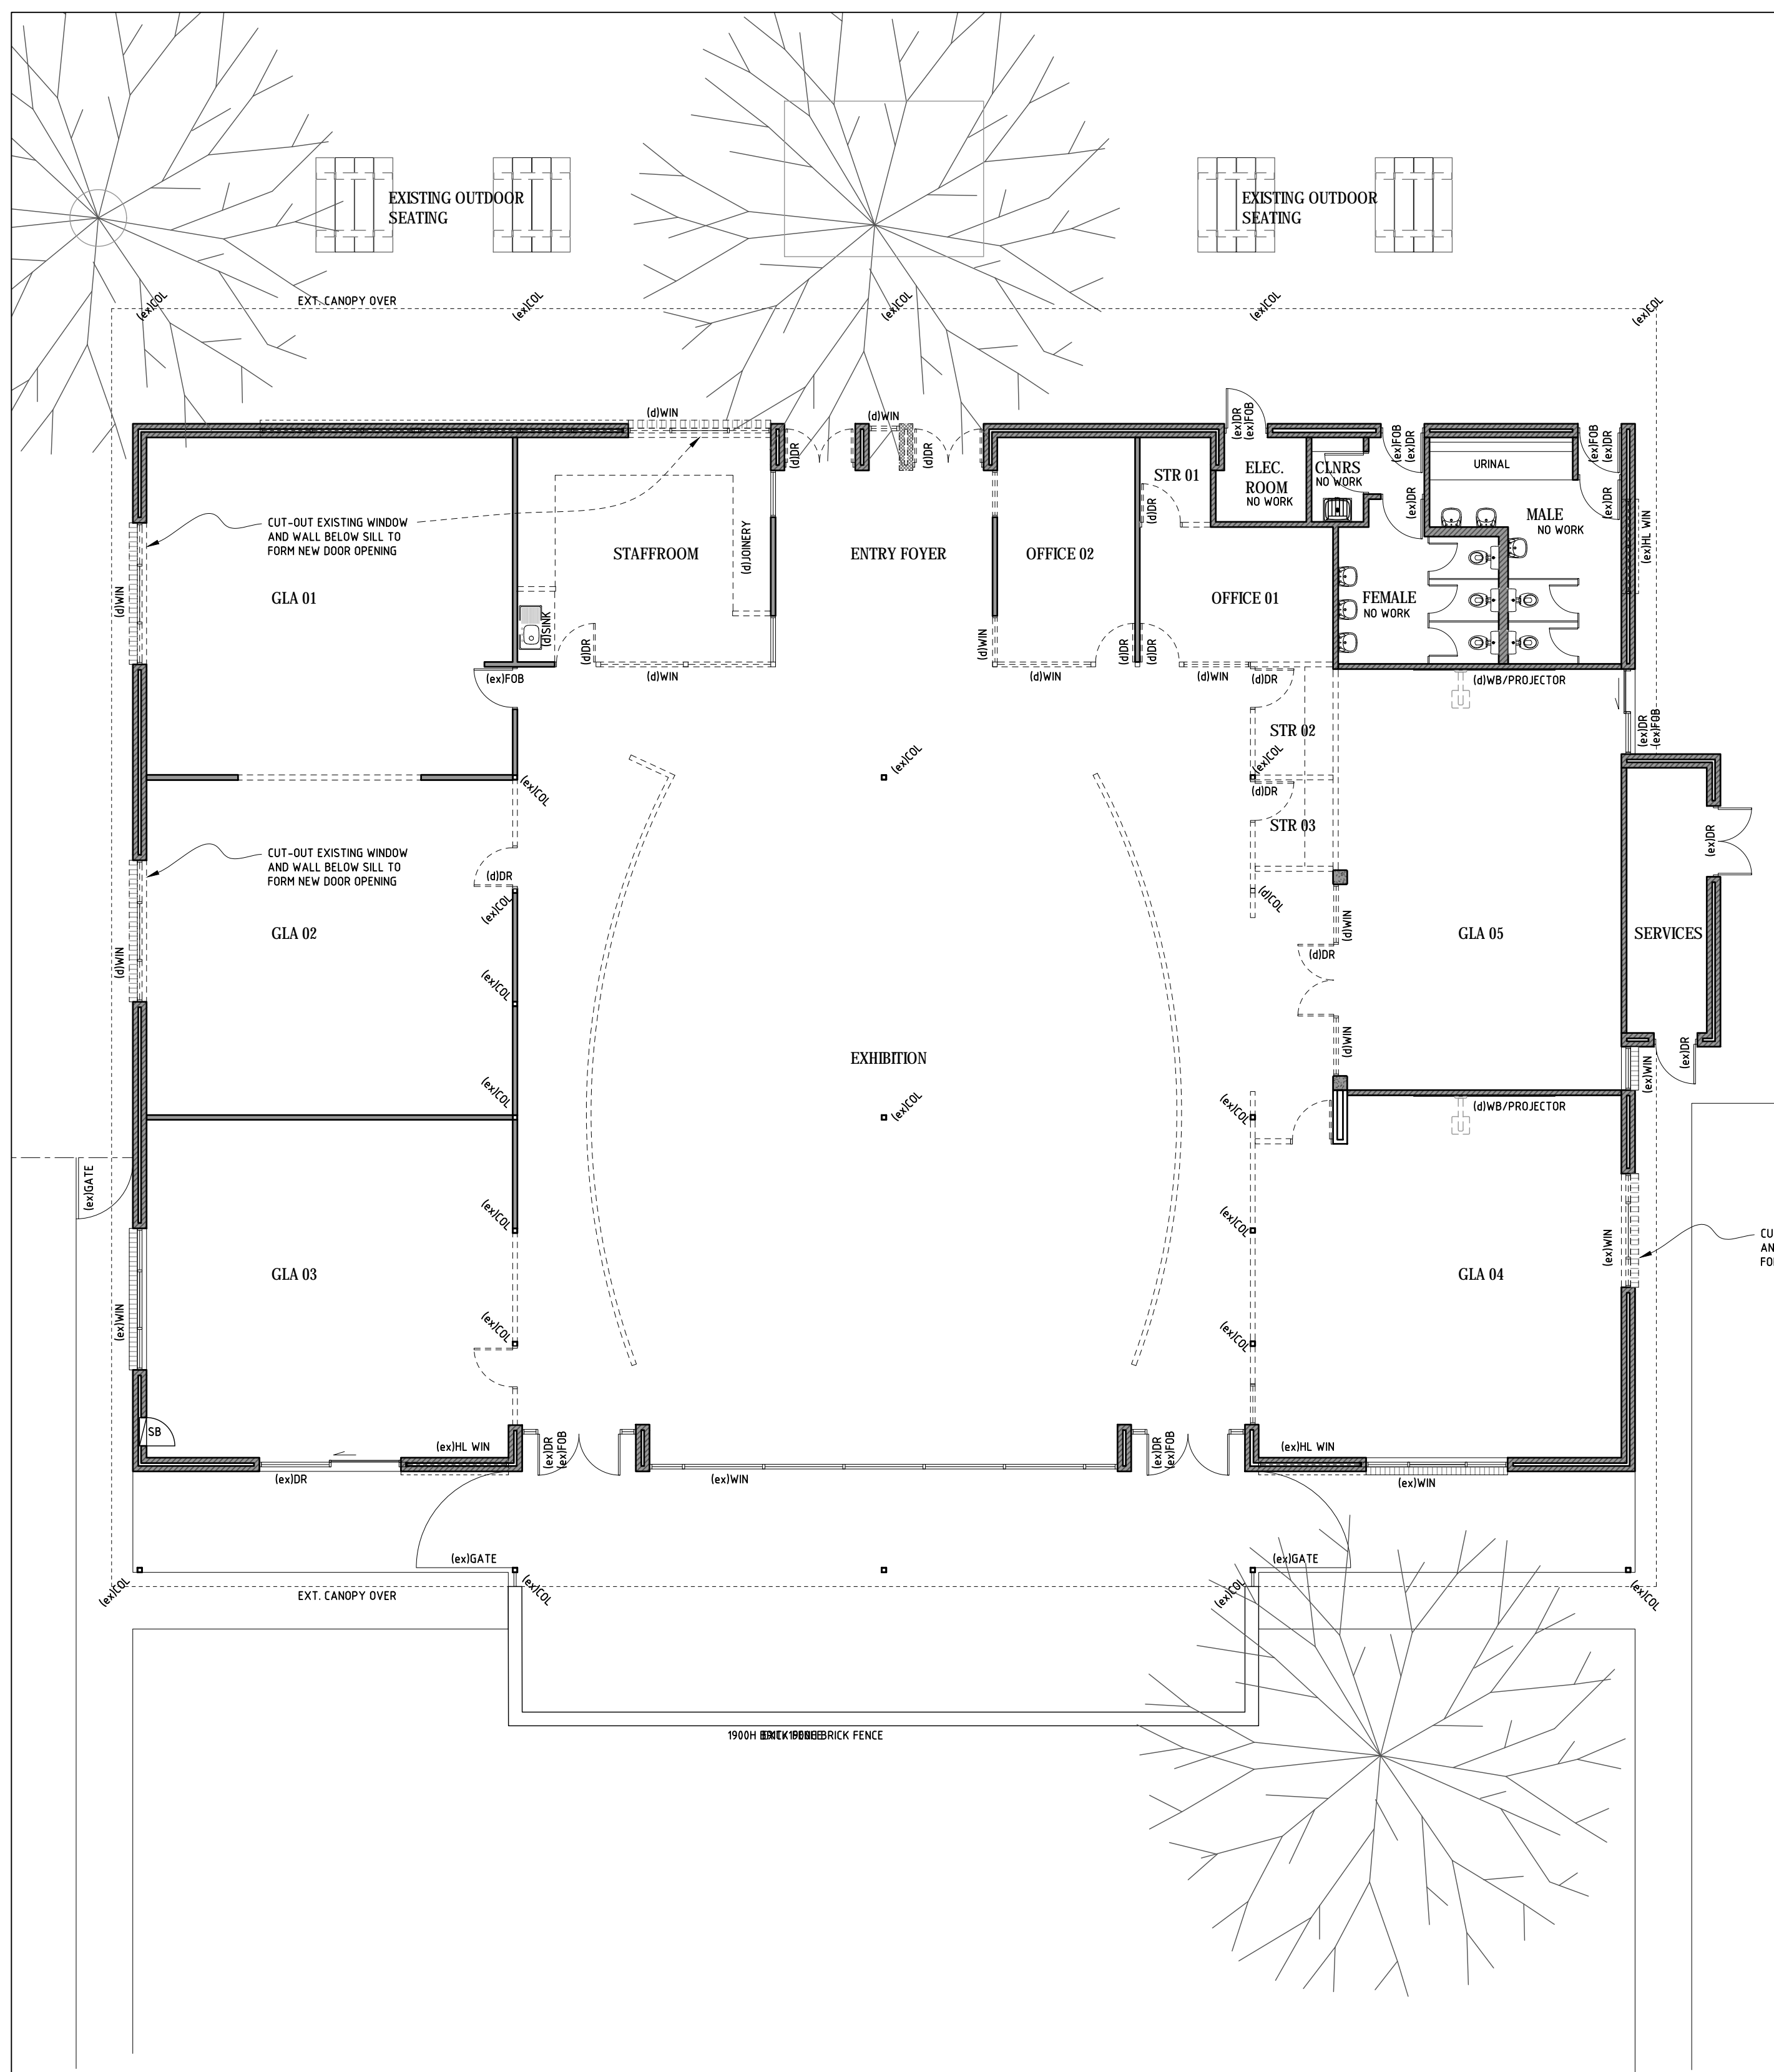 EXISTING OUTDOOR
SEATING
EXISTING OUTDOOR
SEATING
EXT. CANOPY OVER
(ex)COL
(ex)COL
(ex)COL
(ex)COL
(ex)COL
(d)WIN
(d)WIN
(d)DR
(d)DR
(ex)DR
(ex)FOB
(ex)FOB
(ex)DR
(ex)FOB
(ex)DR
URINAL
STR 01
ELEC.
ROOM
NO WORK
CLNRS
NO WORK
(d)DR
(ex)DR
(ex)DR
MALE
NO WORK
(ex)HL WIN
CUT-OUT EXISTING WINDOW
AND WALL BELOW SILL TO
FORM NEW DOOR OPENING
STAFFROOM
(d)JOINERY
ENTRY FOYER
OFFICE 02
OFFICE 01
FEMALE
NO WORK
GLA 01
(d)WIN
(d)SINK
(d)DR
(d)WIN
(d)DR
(d)DR
(ex)FOB
(d)WIN
(d)WIN
(d)WIN
(d)DR
(d)WB/PROJECTOR
(ex)DR
(ex)FOB
STR 02
(ex)COL
(ex)COL
(ex)COL
(d)DR
STR 03
(ex)DR
CUT-OUT EXISTING WINDOW
AND WALL BELOW SILL TO
FORM NEW DOOR OPENING
(d)DR
(ex)COL
(d)COL
(d)WIN
GLA 02
(d)WIN
GLA 05
SERVICES
(d)DR
(ex)COL
(d)WIN
EXHIBITION
(ex)DR
(ex)WIN
(ex)COL
(ex)COL
(ex)COL
(d)WB/PROJECTOR
(ex)GATE
(ex)COL
(ex)COL
(ex)WIN
CU
AN
FO
GLA 03
GLA 04
(ex)WIN
(ex)COL
(ex)COL
SB
(ex)HL WIN
(ex)DR
(ex)FOB
(ex)DR
(ex)FOB
(ex)HL WIN
(ex)DR
(ex)WIN
(ex)WIN
(ex)GATE
(ex)GATE
(ex)COL
(ex)COL
(ex)COL
(ex)COL
EXT. CANOPY OVER
1900H BRICK FENCE